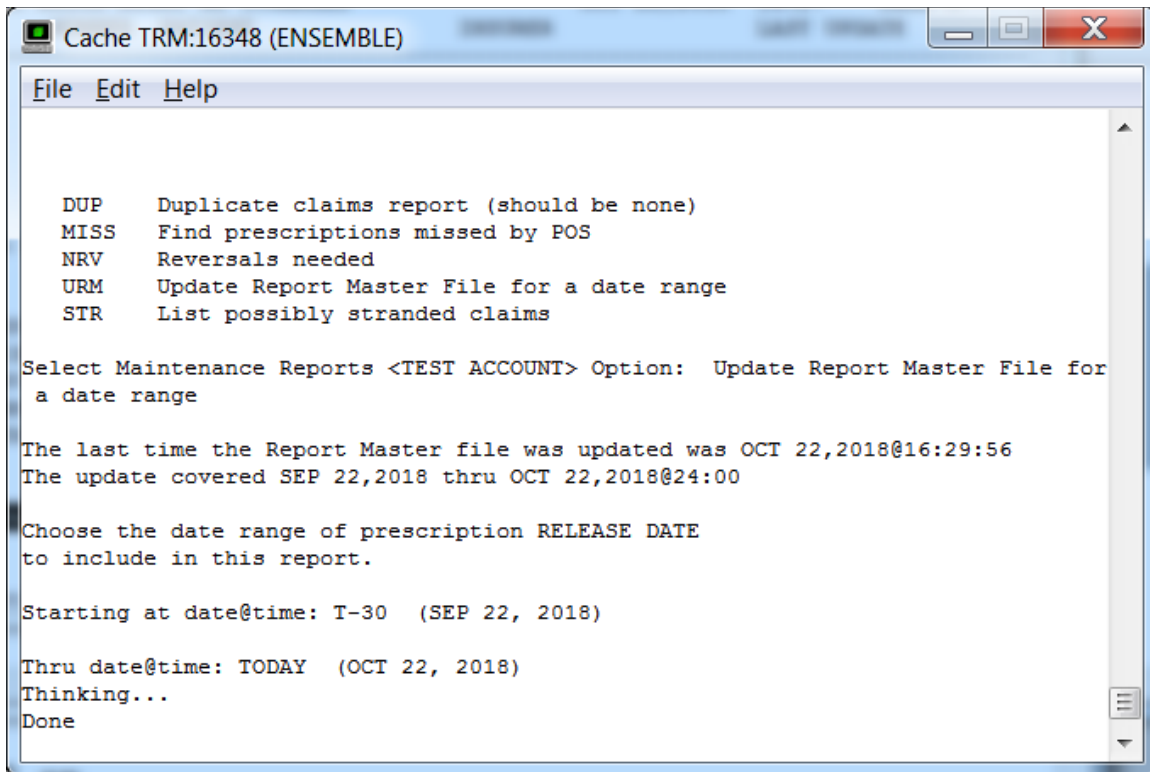 Cache TRM:16348 (ENSEMBLE)
File Edit Help
DUP Duplicate claims report (should be none)
MISS Find prescriptions missed by POS
NRV Reversals needed
URM Update Report Master File for a date range
STR List possibly stranded claims
Select Maintenance Reports <TEST ACCOUNT> Option: Update Report Master File for
a date range
The last time the Report Master file was updated was OCT 22,2018@16:29:56
The update covered SEP 22,2018 thru OCT 22,2018@24:00
Choose the date range of prescription RELEASE DATE
to include in this report.
Starting at date@time: T-30 (SEP 22, 2018)
Thru date@time: TODAY (OCT 22, 2018)
Thinking...
Done